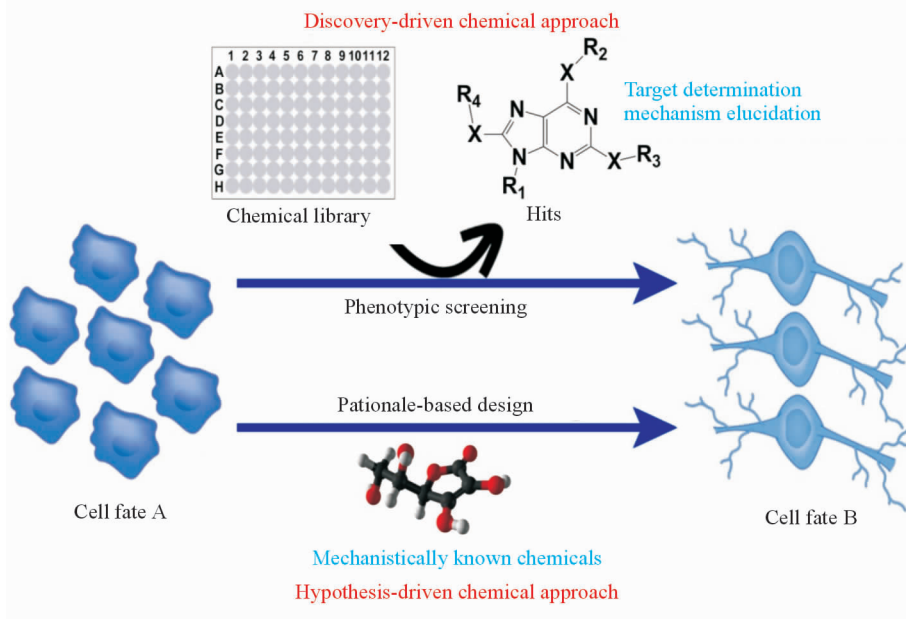 Discovery-driven chemical approach
1 2 3 4 5 6 7 8 9 10 11 12
A
B
C
D
E
F
G
H
Chemical library
R2
X
R4
N
N
X
N
N
X
R3
R1
Hits
Target determination
mechanism elucidation
Phenotypic screening
Pationale-based design
Cell fate A
Cell fate B
Mechanistically known chemicals
Hypothesis-driven chemical approach